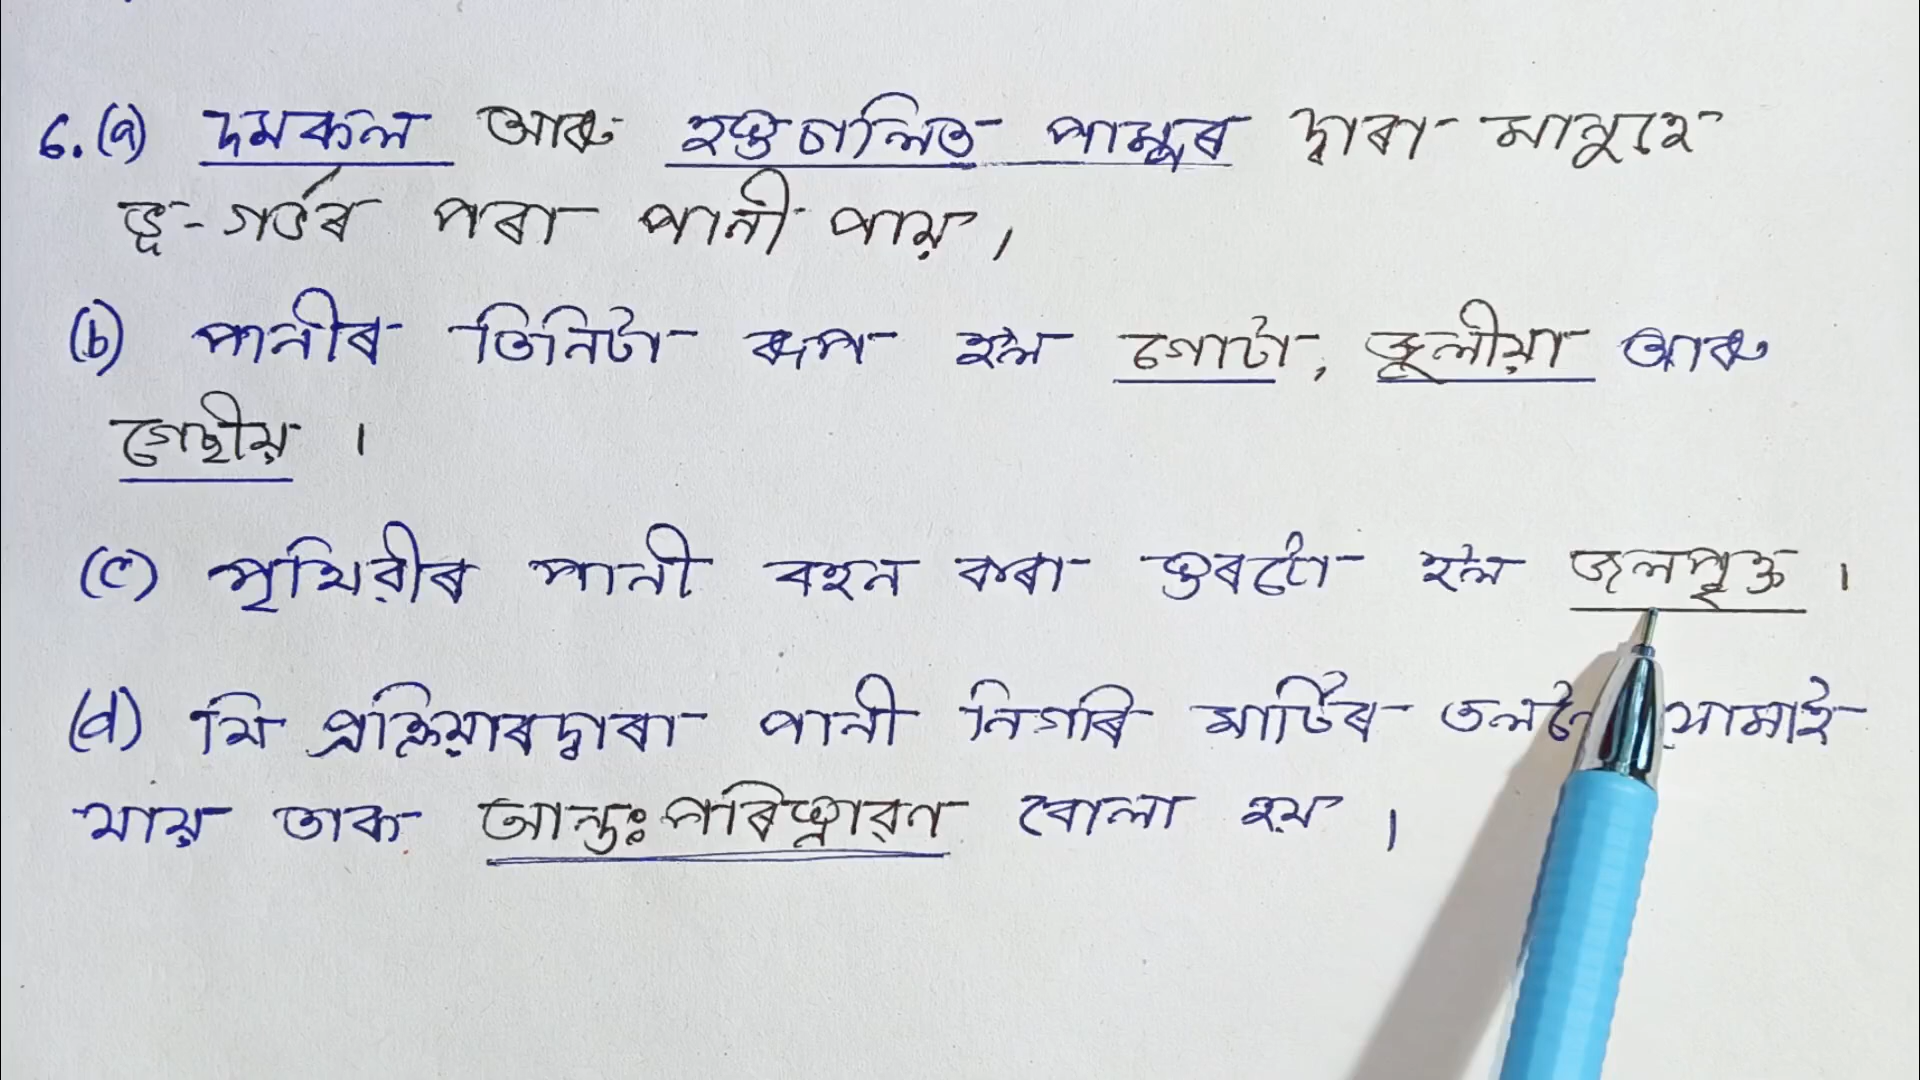 6.(a) দমকল আৰু হস্তচালিত পাম্পৰ দ্বাৰা মানুহে
ভূ-গৰ্ভৰ পৰা পানী পায়।
(b) পানীৰ তিনিটা ৰূপ হ'ল গোটা, জুলীয়া আৰু
গেছীয়।
(c) পৃথিৱীৰ পানী বহন কৰা স্তৰটো হ'ল জলপৃক্ত।
(d) যি প্ৰক্ৰিয়াৰদ্বাৰা পানী নিগৰি মাটিৰ তললৈ সোমাই
যায় তাক আন্তঃপৰিস্ৰাৱণ বোলা হয়।